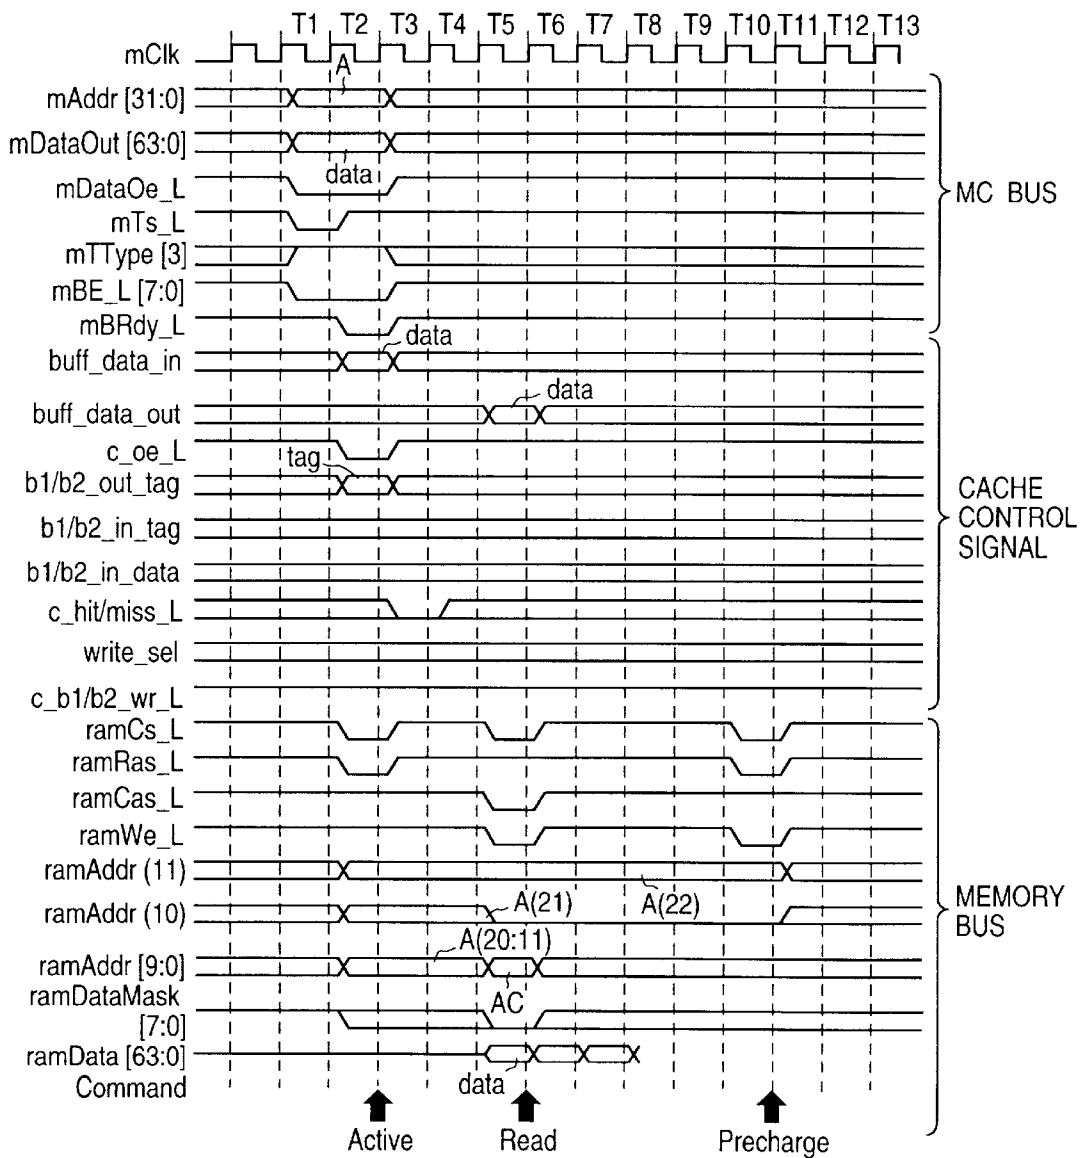 T1 T2 T3 T4 T5 T6 T7 T8 T9 T10 T11 T12 T13
mClk
A
mAddr [31:0]
mDataOut [63:0]
data
mDataOe_L
MC BUS
mTs_L
mTType [3]
mBE_L [7:0]
mBRdy_L
data
buff_data_in
data
buff_data_out
c_oe_L
tag
b1/b2_out_tag
CACHE
CONTROL
SIGNAL
b1/b2_in_tag
b1/b2_in_data
c_hit/miss_L
write_sel
c_b1/b2_wr_L
ramCs_L
ramRas_L
ramCas_L
ramWe_L
ramAddr (11)
A(21) A(22)
ramAddr (10)
MEMORY
BUS
A(20:11)
ramAddr [9:0]
AC
ramDataMask
[7:0]
ramData [63:0]
data
Command
Active Read Precharge